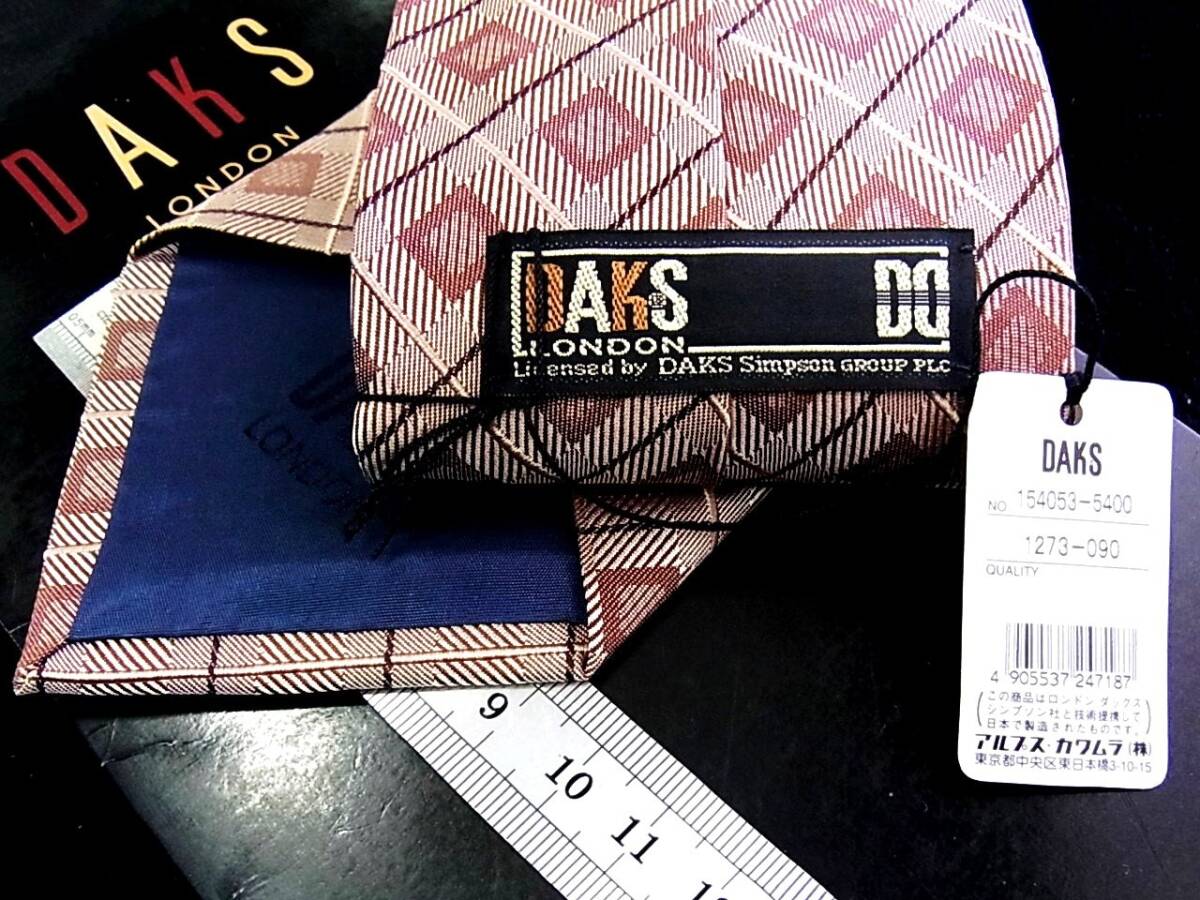 DAKS
LONDON
DAKS
LONDON
Licensed by DAKS Simpson GROUP PLC
DD
LONDON
DAKS
NO. 154053-5400
1273-090
QUALITY
4 905537 247187
この商品はロンドン ダックス
シンプソン社と技術提携して
日本で製造されたものです。
アルプス・カワムラ(株)
東京都中央区東日本橋3-10-15
0.5mm
9
10
11